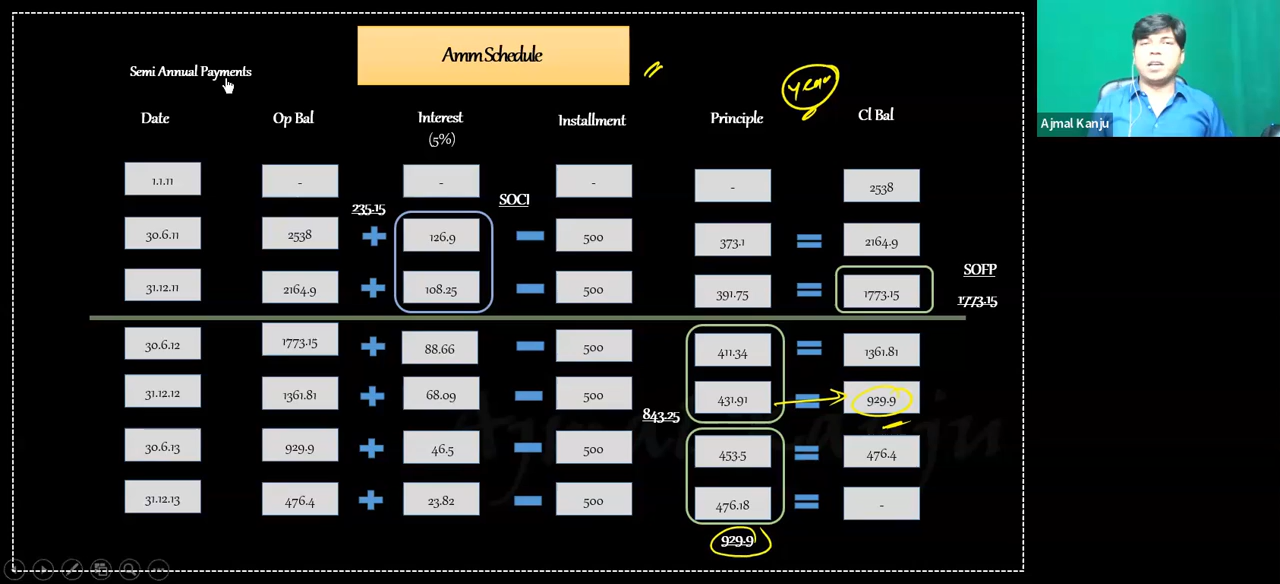 Amm Schedule
Semi Annual Payments
year
Date Op Bal Interest (5%) Installment Principle Cl Bal
1.1.11 - - - - 2538
235.15 SOCI
30.6.11 2538 + 126.9 - 500 373.1 = 2164.9
SOFP
31.12.11 2164.9 + 108.25 - 500 391.75 = 1773.15
1773.15
30.6.12 1773.15 + 88.66 - 500 411.34 = 1361.81
31.12.12 1361.81 + 68.09 - 500 431.91 = 929.9
843.25
30.6.13 929.9 + 46.5 - 500 453.5 = 476.4
31.12.13 476.4 + 23.82 - 500 476.18 = -
929.9
Ajmal Kanju
Ajmal Kanju